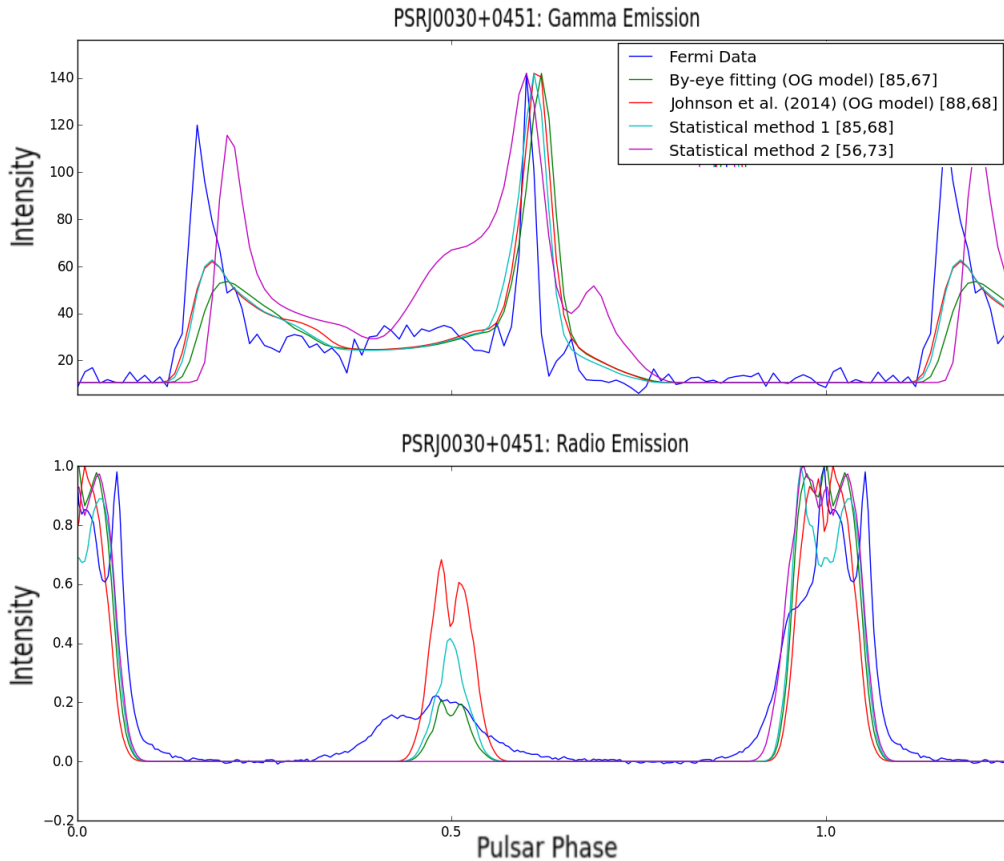 PSRJ0030+0451: Gamma Emission
Fermi Data
By-eye fitting (OG model) [85,67]
Johnson et al. (2014) (OG model) [88,68]
Statistical method 1 [85,68]
Statistical method 2 [56,73]
140
120
100
80
60
40
20
Intensity
PSRJ0030+0451: Radio Emission
1.0
0.8
0.6
0.4
0.2
0.0
−0.2
Intensity
0.0
0.5
1.0
Pulsar Phase